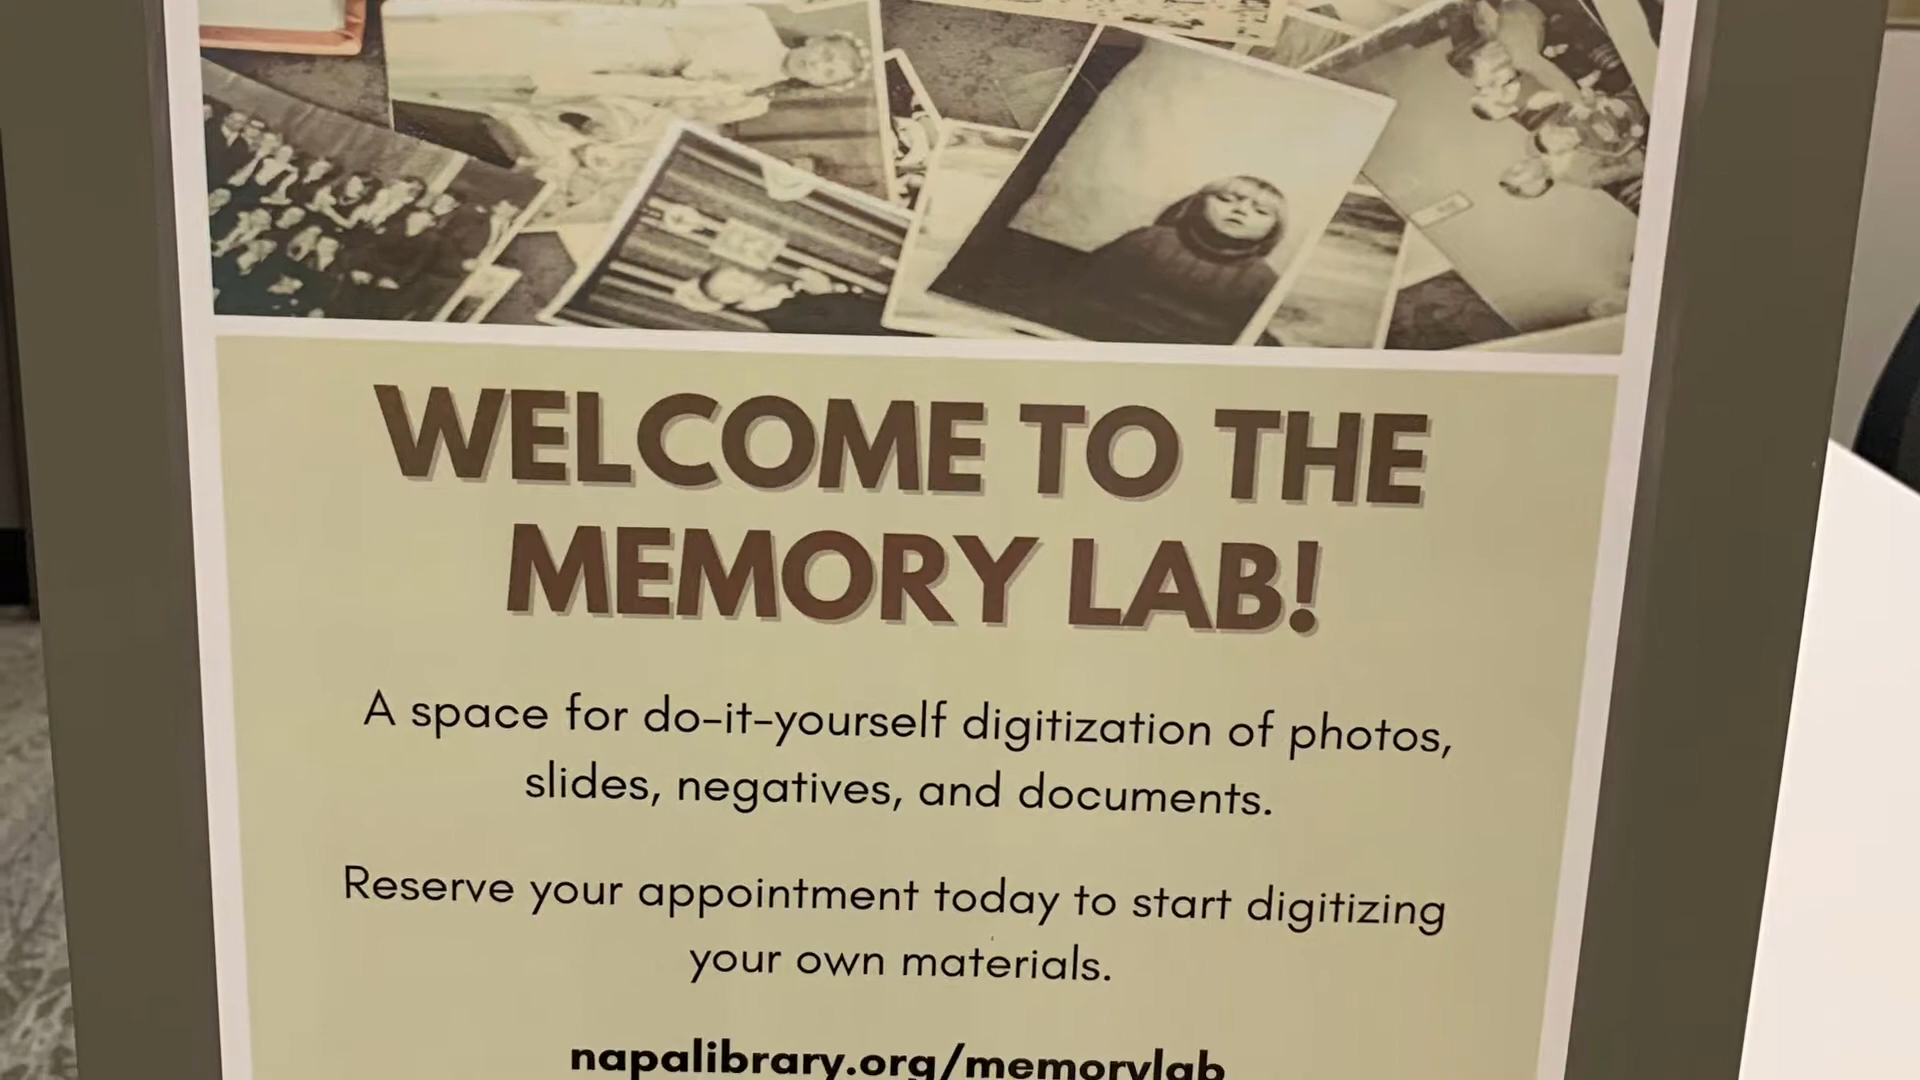 WELCOME TO THE
MEMORY LAB!
A space for do-it-yourself digitization of photos,
slides, negatives, and documents.
Reserve your appointment today to start digitizing
your own materials.
napalibrary.org/memorylab